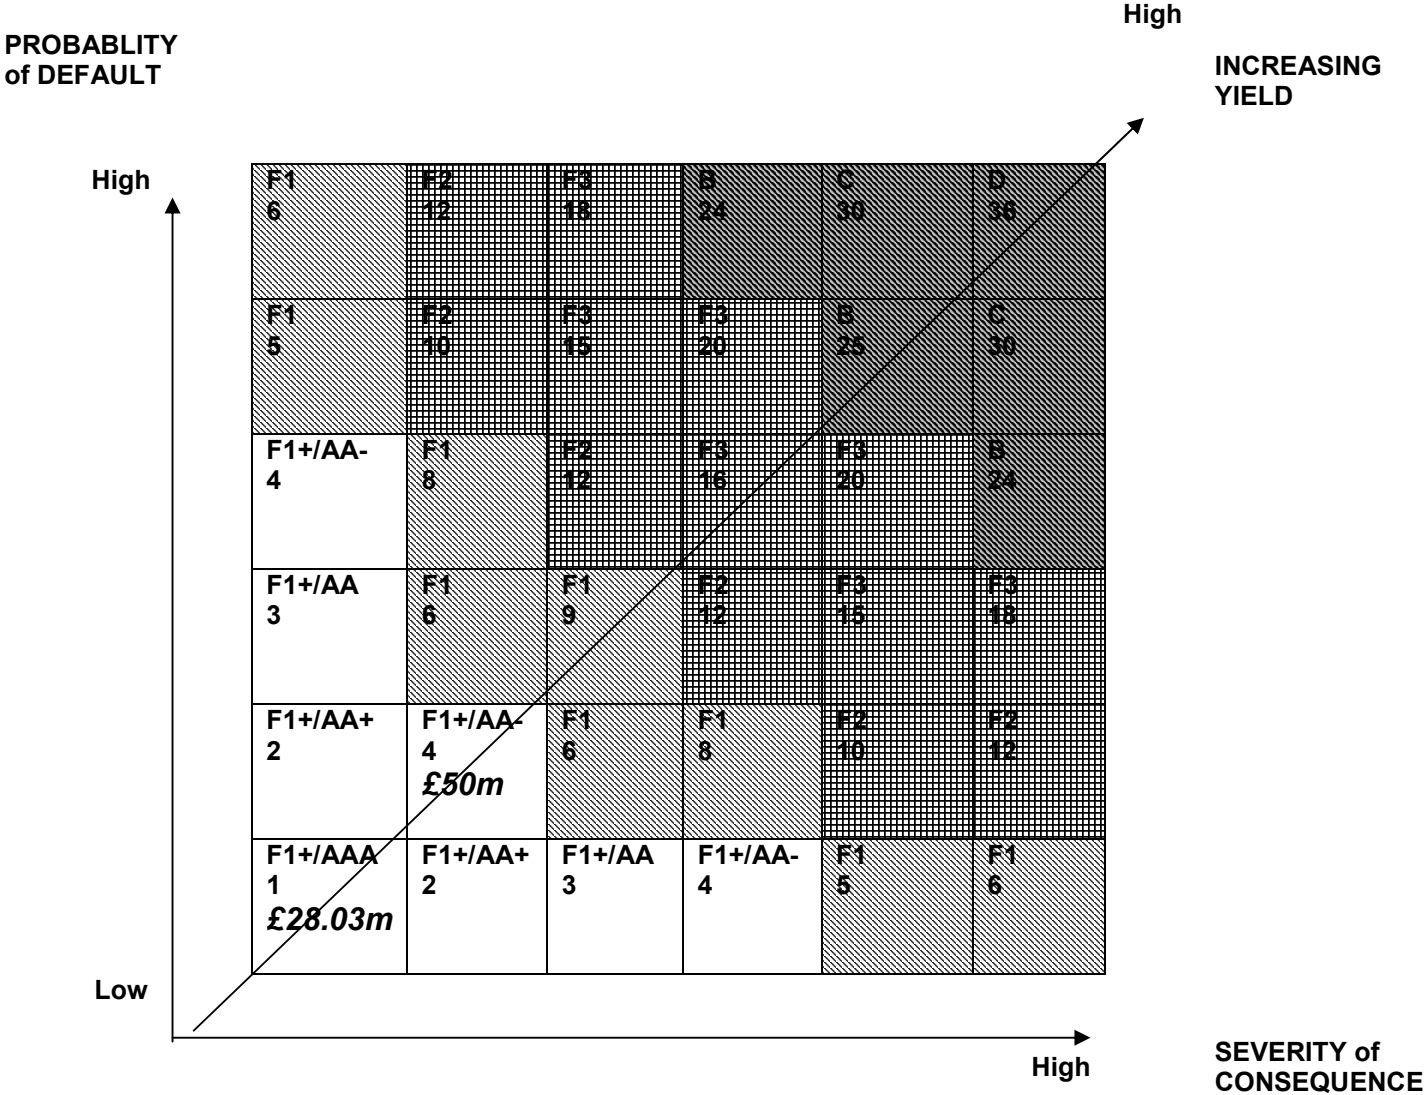 High
PROBABLITY
of DEFAULT
INCREASING
YIELD
High
F1
6
F2
12
F3
18
B
24
C
30
D
36
F1
5
F2
10
F3
15
F3
20
B
25
C
30
F1+/AA-
4
F1
8
F2
12
F3
16
F3
20
B
24
F1+/AA
3
F1
6
F1
9
F2
12
F3
15
F3
18
F1+/AA+
2
F1+/AA-
4
£50m
F1
6
F1
8
F2
10
F2
12
F1+/AAA
1
£28.03m
F1+/AA+
2
F1+/AA
3
F1+/AA-
4
F1
5
F1
6
Low
High
SEVERITY of
CONSEQUENCE